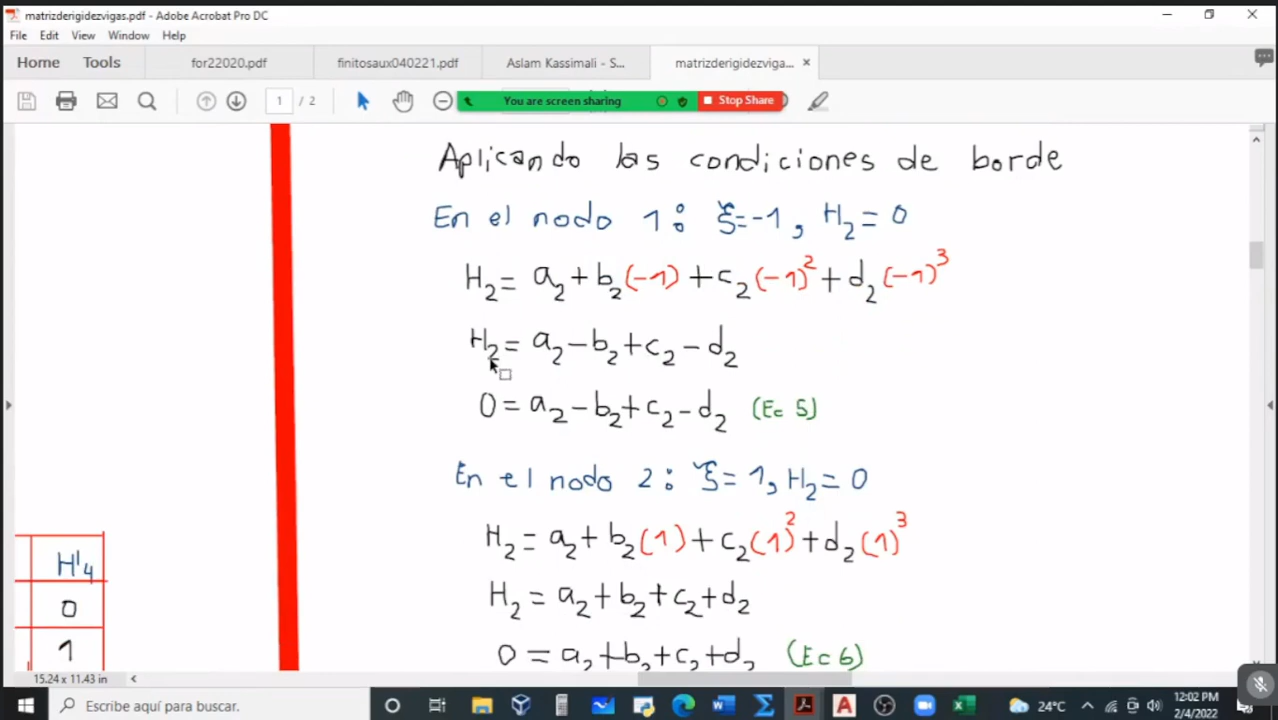 matrizderigidezvigas.pdf - Adobe Acrobat Pro DC
File Edit View Window Help
Home Tools for22020.pdf finitosaux040221.pdf Aslam Kassimali - S... matrizderigidezviga... ×
1 / 2 You are screen sharing Stop Share
Aplicando las condiciones de borde
En el nodo 1: ξ=-1, H₂=0
H₂= a₂+b₂(-1)+c₂(-1)²+d₂(-1)³
H₂= a₂-b₂+c₂-d₂
0= a₂-b₂+c₂-d₂ (Ec 5)
En el nodo 2: ξ=1, H₂=0
H₂= a₂+b₂(1)+c₂(1)²+d₂(1)³
H₂= a₂+b₂+c₂+d₂
0= a₂+b₂+c₂+d₂ (Ec 6)
H'₄
0
1
15.24 x 11.43 in
Escribe aquí para buscar.
24°C
12:02 PM
2/4/2022